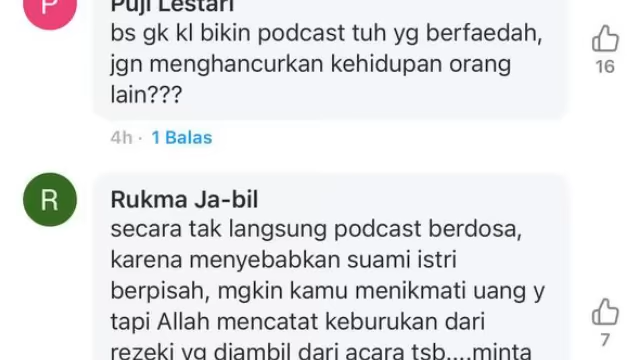 P
Puji Lestari
bs gk kl bikin podcast tuh yg berfaedah,
jgn menghancurkan kehidupan orang
lain???
16
4h · 1 Balas
R
Rukma Ja-bil
secara tak langsung podcast berdosa,
karena menyebabkan suami istri
berpisah, mgkin kamu menikmati uang y
tapi Allah mencatat keburukan dari
7
rezeki yg diambil dari acara tsb....minta